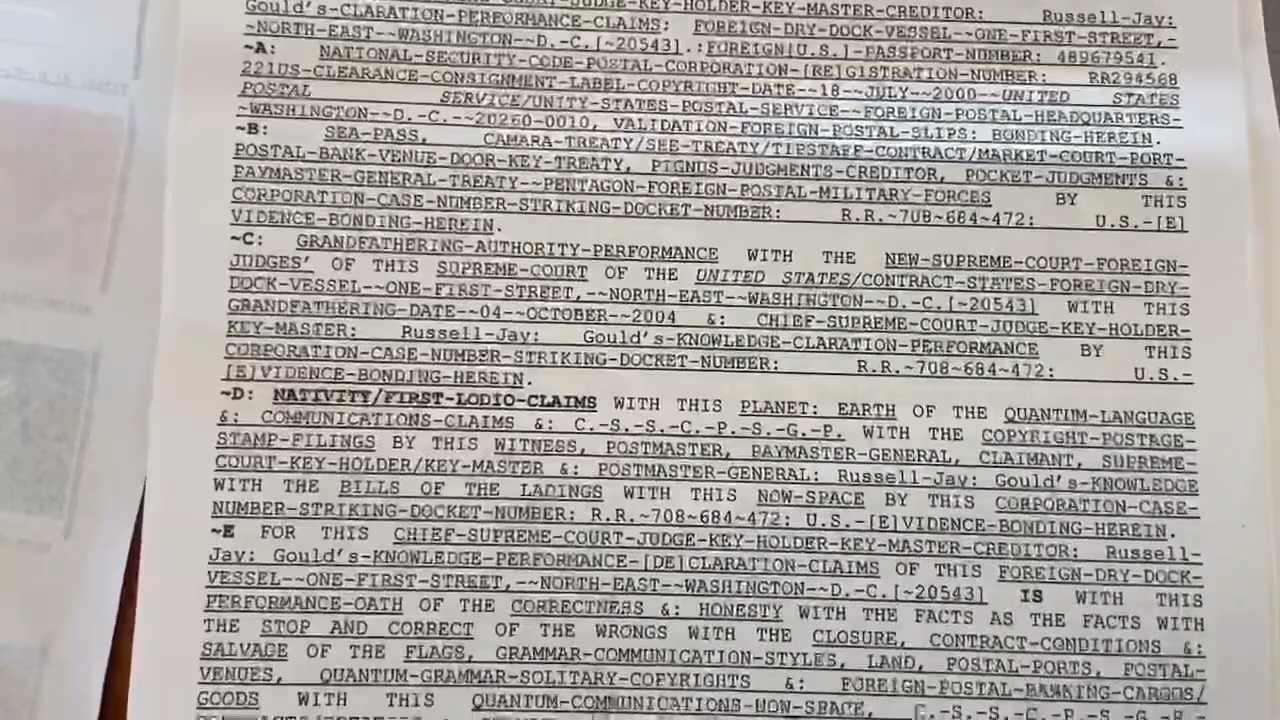 KEY-HOLDER-KEY-MASTER-CREDITOR: Russell-Jay:
Gould's-CLARATION-PERFORMANCE-CLAIMS: FOREIGN-DRY-DOCK-VESSEL~~ONE-FIRST-STREET,-
~NORTH-EAST~~WASHINGTON~~D.-C.[~20543].:FOREIGN[U.S.]-PASSPORT-NUMBER: 489679541.
~A: NATIONAL-SECURITY-CODE-POSTAL-CORPORATION-[RE]GISTRATION-NUMBER: RR294568
221US-CLEARANCE-CONSIGNMENT-LABEL-COPYRIGHT-DATE~~18~~JULY~~2000~~UNITED STATES
POSTAL SERVICE/UNITY-STATES-POSTAL-SERVICE~~FOREIGN-POSTAL-HEADQUARTERS-
~WASHINGTON~~D.-C.~~20260-0010, VALIDATION-FOREIGN-POSTAL-SLIPS: BONDING-HEREIN.
~B: SEA-PASS, CAMARA-TREATY/SHE-TREATY/TIPSTAFF-CONTRACT/MARKET-COURT-PORT-
POSTAL-BANK-VENUE-DOOR-KEY-TREATY, PIGNUS-JUDGMENTS-CREDITOR, POCKET-JUDGMENTS &:
PAYMASTER-GENERAL-TREATY~~PENTAGON-FOREIGN-POSTAL-MILITARY-FORCES BY THIS
CORPORATION-CASE-NUMBER-STRIKING-DOCKET-NUMBER: R.R.~708~684~472: U.S.-[E]
VIDENCE-BONDING-HEREIN.
~C: GRANDFATHERING-AUTHORITY-PERFORMANCE WITH THE NEW-SUPREME-COURT-FOREIGN-
JUDGES' OF THIS SUPREME-COURT OF THE UNITED STATES/CONTRACT-STATES-FOREIGN-DRY-
DOCK-VESSEL~~ONE-FIRST-STREET,~~NORTH-EAST~~WASHINGTON~~D.-C.[~20543] WITH THIS
GRANDFATHERING-DATE~~04~~OCTOBER~~2004 &: CHIEF-SUPREME-COURT-JUDGE-KEY-HOLDER-
KEY-MASTER: Russell-Jay: Gould's-KNOWLEDGE-CLARATION-PERFORMANCE BY THIS
CORPORATION-CASE-NUMBER-STRIKING-DOCKET-NUMBER: R.R.~708~684~472: U.S.-
[E]VIDENCE-BONDING-HEREIN.
~D: NATIVITY/FIRST-LODIO-CLAIMS WITH THIS PLANET: EARTH OF THE QUANTUM-LANGUAGE
&: COMMUNICATIONS-CLAIMS &: C.-S.-S.-C.-P.-S.-G.-P. WITH THE COPYRIGHT-POSTAGE-
STAMP-FILINGS BY THIS WITNESS, POSTMASTER, PAYMASTER-GENERAL, CLAIMANT, SUPREME-
COURT-KEY-HOLDER/KEY-MASTER &: POSTMASTER-GENERAL: Russell-Jay: Gould's-KNOWLEDGE
WITH THE BILLS OF THE LADINGS WITH THIS NOW-SPACE BY THIS CORPORATION-CASE-
NUMBER-STRIKING-DOCKET-NUMBER: R.R.~708~684~472: U.S.-[E]VIDENCE-BONDING-HEREIN.
~E FOR THIS CHIEF-SUPREME-COURT-JUDGE-KEY-HOLDER-KEY-MASTER-CREDITOR: Russell-
Jay: Gould's-KNOWLEDGE-PERFORMANCE-[DE]CLARATION-CLAIMS OF THIS FOREIGN-DRY-DOCK-
VESSEL~~ONE-FIRST-STREET,-~~NORTH-EAST~~WASHINGTON~~D.-C.[~20543] IS WITH THIS
PERFORMANCE-OATH OF THE CORRECTNERS &: HONESTY WITH THE FACTS AS THE FACTS WITH
THE STOP AND CORRECT OF THE WRONGS WITH THE CLOSURE, CONTRACT-CONDITIONS &:
SALVAGE OF THE FLAGS, GRAMMAR-COMMUNICATION-STYLES, LAND, POSTAL-PORTS, POSTAL-
VENUES, QUANTUM-GRAMMAR-SOLITARY-COPYRIGHTS &: FOREIGN-POSTAL-BANKING-CARGOS/
GOODS WITH THIS QUANTUM-COMMUNICATIONS-NOW-SPACE, C.-S.-S.-C.-P.-S.-G.-P.